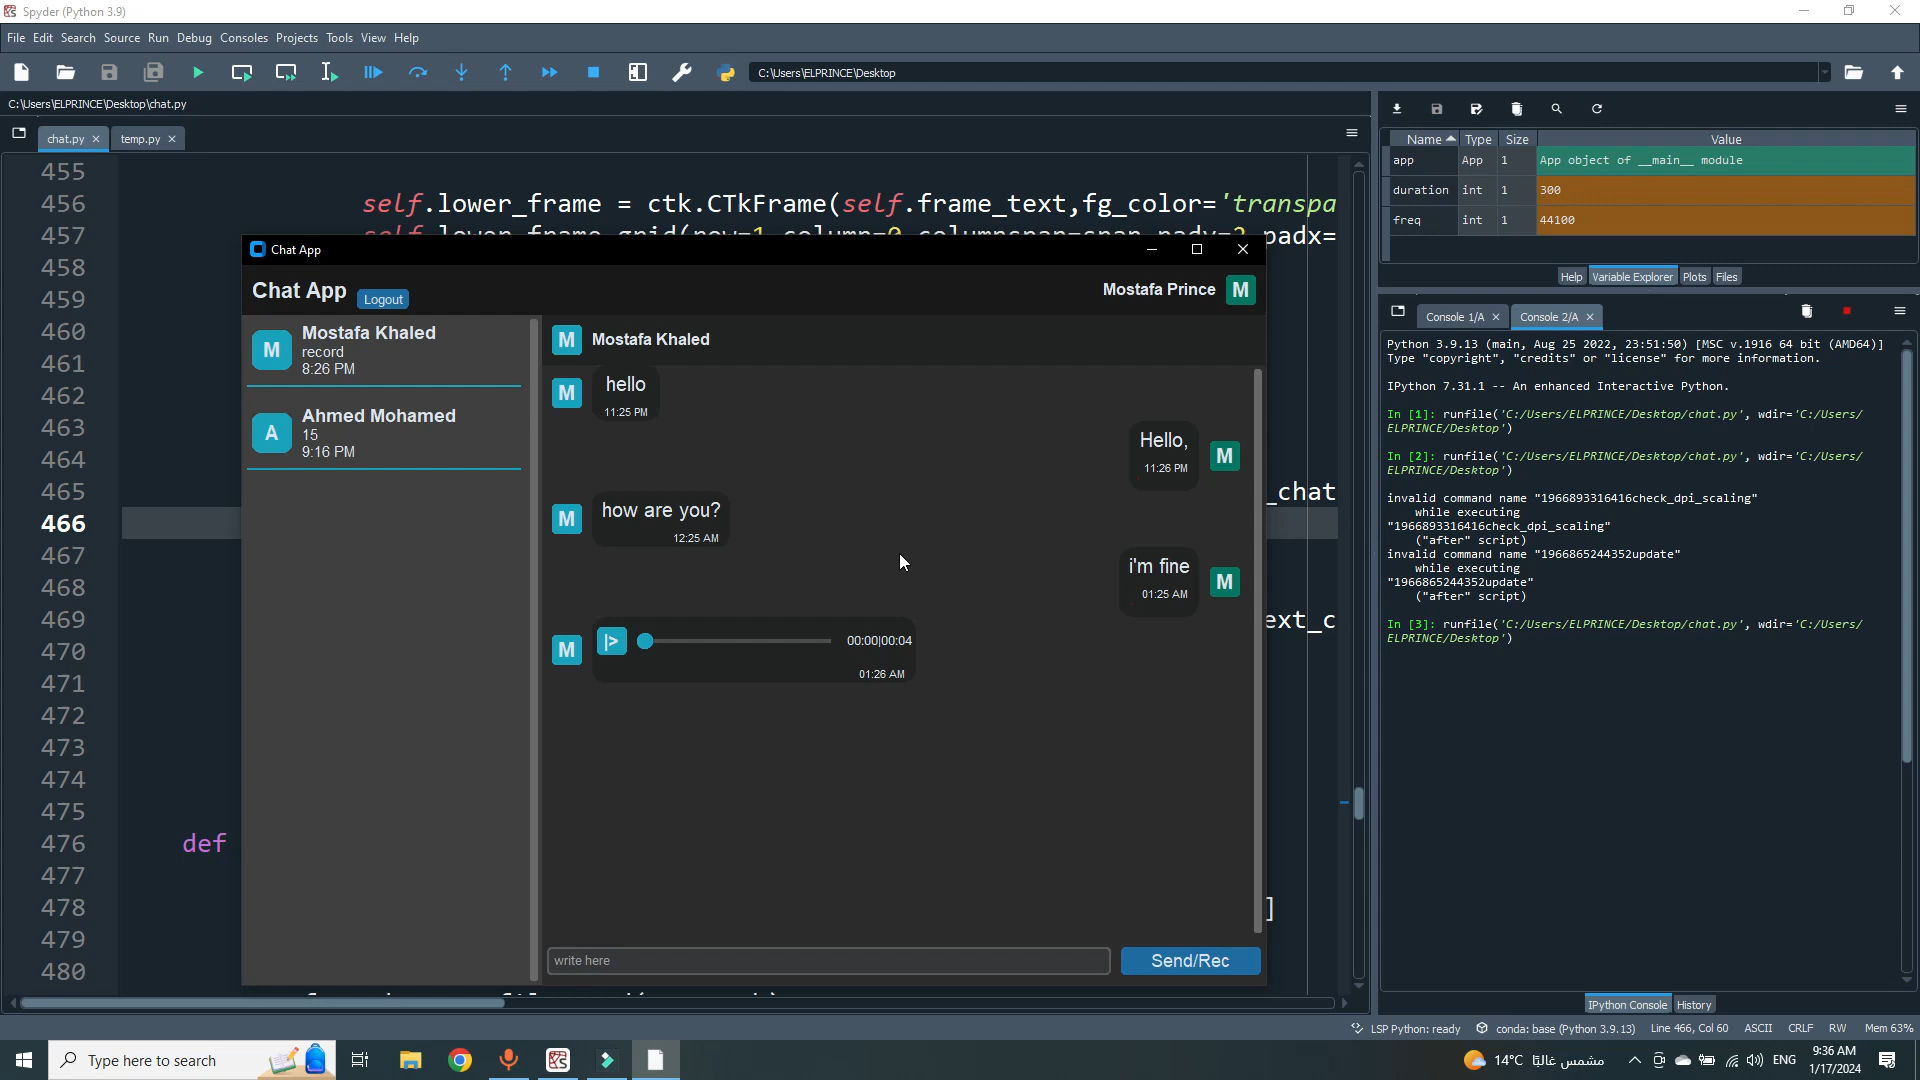 Spyder (Python 3.9)
File Edit Search Source Run Debug Consoles Projects Tools View Help
C:\Users\ELPRINCE\Desktop
C:\Users\ELPRINCE\Desktop\chat.py
chat.py
temp.py
455
456 self.lower_frame = ctk.CTkFrame(self.frame_text,fg_color='transpa
457
458
459
460
461
462
463
464
465 _chat
466
467
468
469 ext_c
470
471
472
473
474
475
476 def
477
478 ]
479
480
Chat App
Chat App
Logout
Mostafa Prince M
M Mostafa Khaled
record
8:26 PM
A Ahmed Mohamed
15
9:16 PM
M Mostafa Khaled
M hello
11:25 PM
Hello,
11:26 PM
M
M how are you?
12:25 AM
i'm fine
01:25 AM
M
M |> 00:00|00:04
01:26 AM
write here
Send/Rec
Name Type Size Value
app App 1 App object of __main__ module
duration int 1 300
freq int 1 44100
Help Variable Explorer Plots Files
Console 1/A
Console 2/A
Python 3.9.13 (main, Aug 25 2022, 23:51:50) [MSC v.1916 64 bit (AMD64)]
Type "copyright", "credits" or "license" for more information.
IPython 7.31.1 -- An enhanced Interactive Python.
In [1]: runfile('C:/Users/ELPRINCE/Desktop/chat.py', wdir='C:/Users/
ELPRINCE/Desktop')
In [2]: runfile('C:/Users/ELPRINCE/Desktop/chat.py', wdir='C:/Users/
ELPRINCE/Desktop')
invalid command name "1966893316416check_dpi_scaling"
while executing
"1966893316416check_dpi_scaling"
("after" script)
invalid command name "1966865244352update"
while executing
"1966865244352update"
("after" script)
In [3]: runfile('C:/Users/ELPRINCE/Desktop/chat.py', wdir='C:/Users/
ELPRINCE/Desktop')
IPython Console History
LSP Python: ready conda: base (Python 3.9.13) Line 466, Col 60 ASCII CRLF RW Mem 63%
Type here to search
14°C مشمس غالبًا
ENG
9:36 AM
1/17/2024